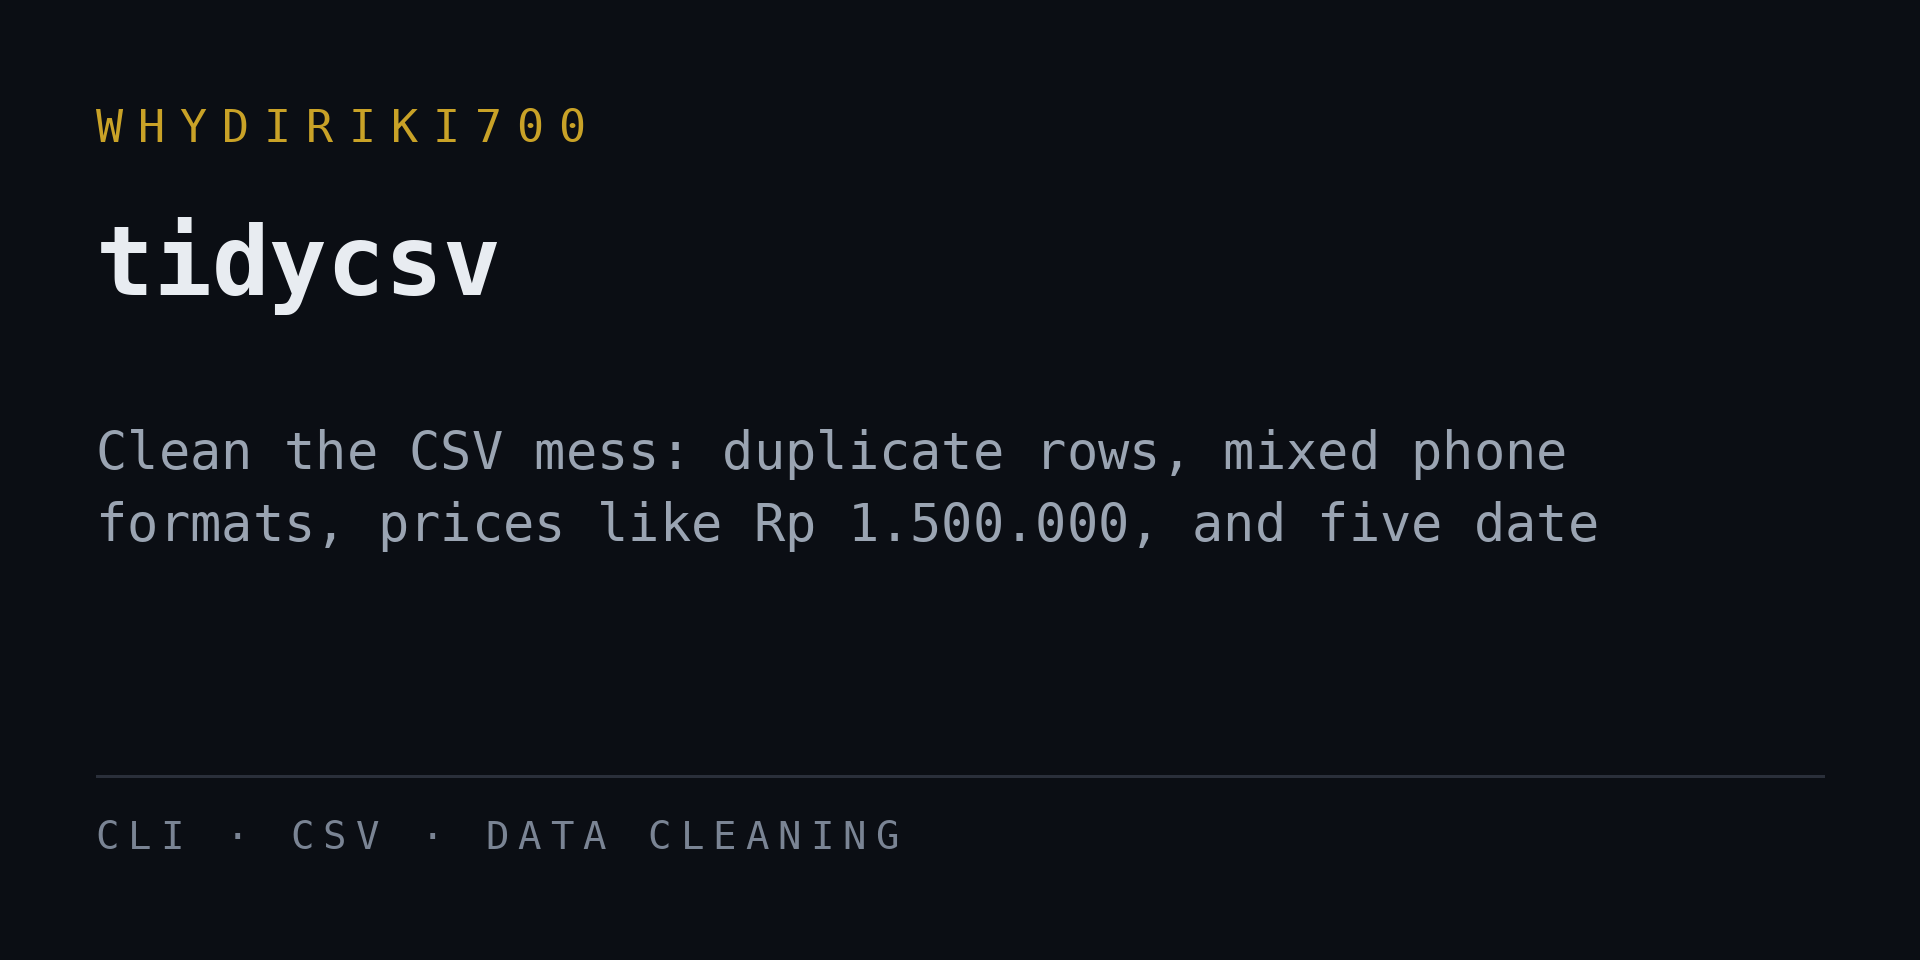 WHYDIRIKI700
tidycsv
Clean the CSV mess: duplicate rows, mixed phone
formats, prices like Rp 1.500.000, and five date
CLI · CSV · DATA CLEANING